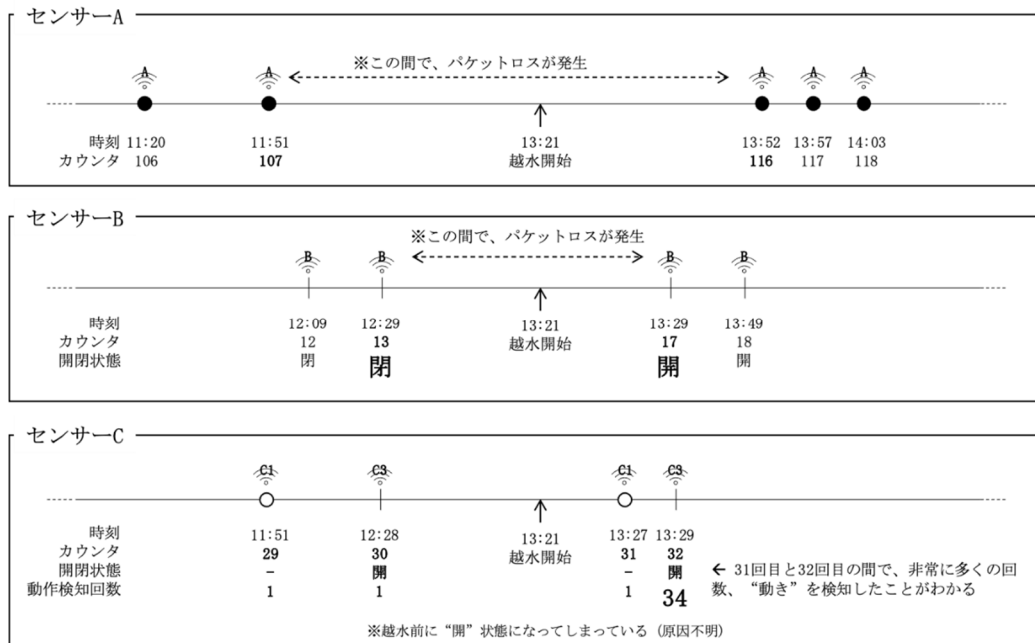 センサーA
※この間で、パケットロスが発生
A A A A A
時刻 11:20 11:51 13:21 13:52 13:57 14:03
カウンタ 106 107 越水開始 116 117 118
センサーB
※この間で、パケットロスが発生
B B B B
時刻 12:09 12:29 13:21 13:29 13:49
カウンタ 12 13 越水開始 17 18
開閉状態 閉 閉 開 開
センサーC
C1 C3 C1 C3
時刻 11:51 12:28 13:21 13:27 13:29
カウンタ 29 30 越水開始 31 32
開閉状態 − 開 − 開 ← 31回目と32回目の間で、非常に多くの回
動作検知回数 1 1 1 34 数、“動き”を検知したことがわかる
※越水前に“開”状態になってしまっている (原因不明)